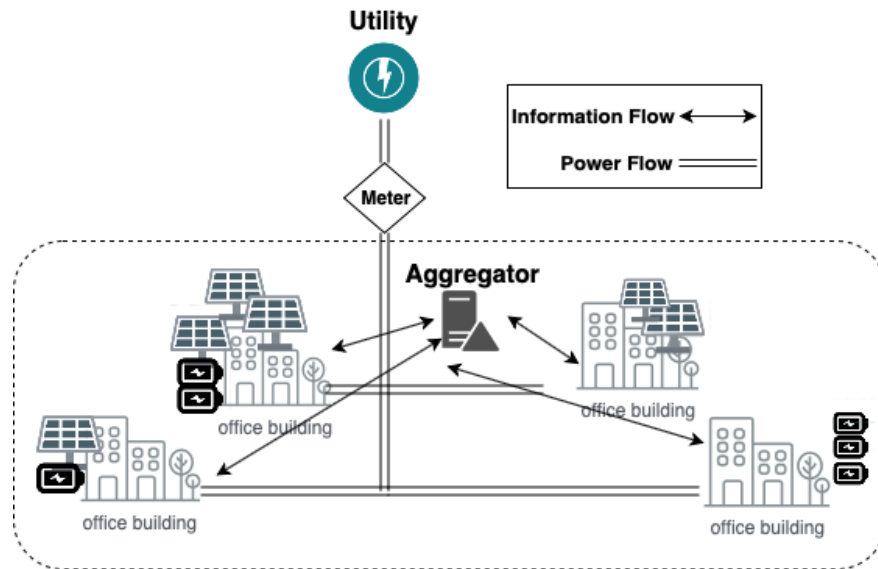 Utility
Information Flow
Power Flow
Meter
Aggregator
office building
office building
office building
office building